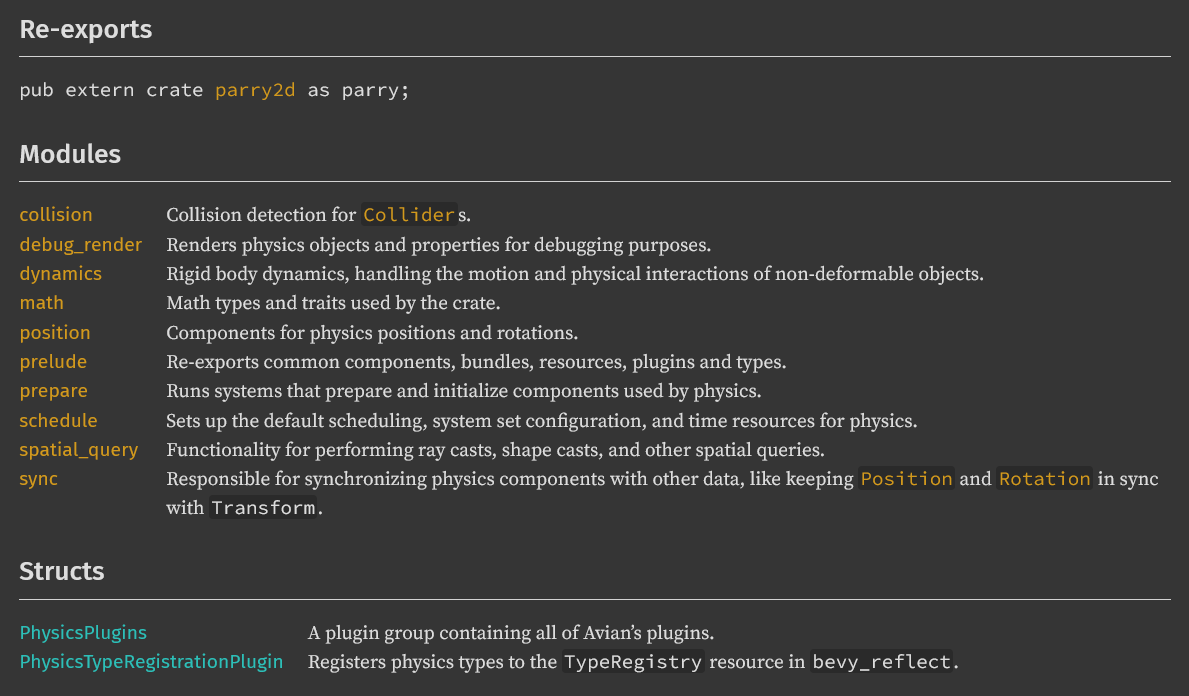 Re-exports
pub extern crate parry2d as parry;
Modules
collision Collision detection for Colliders.
debug_render Renders physics objects and properties for debugging purposes.
dynamics Rigid body dynamics, handling the motion and physical interactions of non-deformable objects.
math Math types and traits used by the crate.
position Components for physics positions and rotations.
prelude Re-exports common components, bundles, resources, plugins and types.
prepare Runs systems that prepare and initialize components used by physics.
schedule Sets up the default scheduling, system set configuration, and time resources for physics.
spatial_query Functionality for performing ray casts, shape casts, and other spatial queries.
sync Responsible for synchronizing physics components with other data, like keeping Position and Rotation in sync
with Transform.
Structs
PhysicsPlugins A plugin group containing all of Avian’s plugins.
PhysicsTypeRegistrationPlugin Registers physics types to the TypeRegistry resource in bevy_reflect.